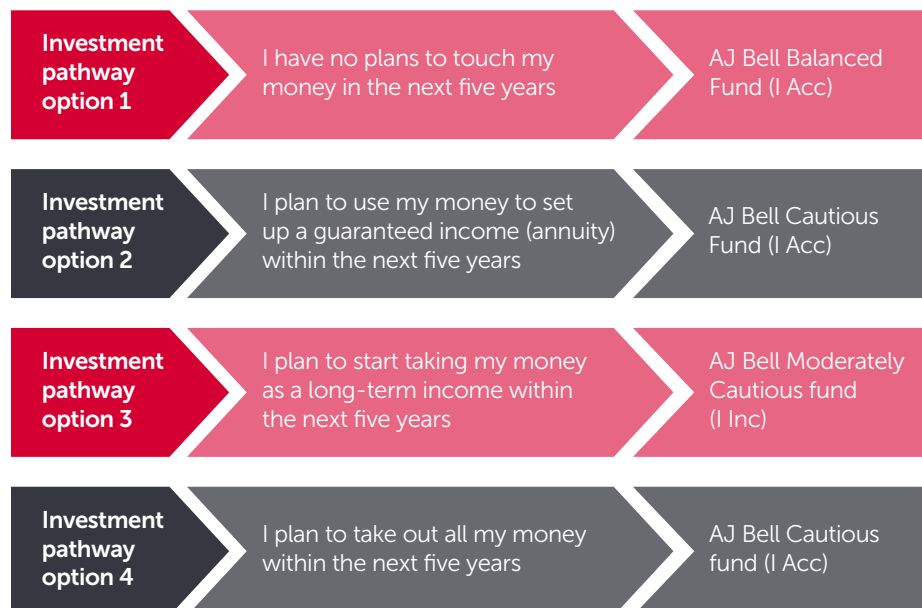 Investment
pathway
option 1
I have no plans to touch my
money in the next five years
AJ Bell Balanced
Fund (I Acc)
Investment
pathway
option 2
I plan to use my money to set
up a guaranteed income (annuity)
within the next five years
AJ Bell Cautious
Fund (I Acc)
Investment
pathway
option 3
I plan to start taking my money
as a long-term income within
the next five years
AJ Bell Moderately
Cautious fund
(I Inc)
Investment
pathway
option 4
I plan to take out all my money
within the next five years
AJ Bell Cautious
fund (I Acc)